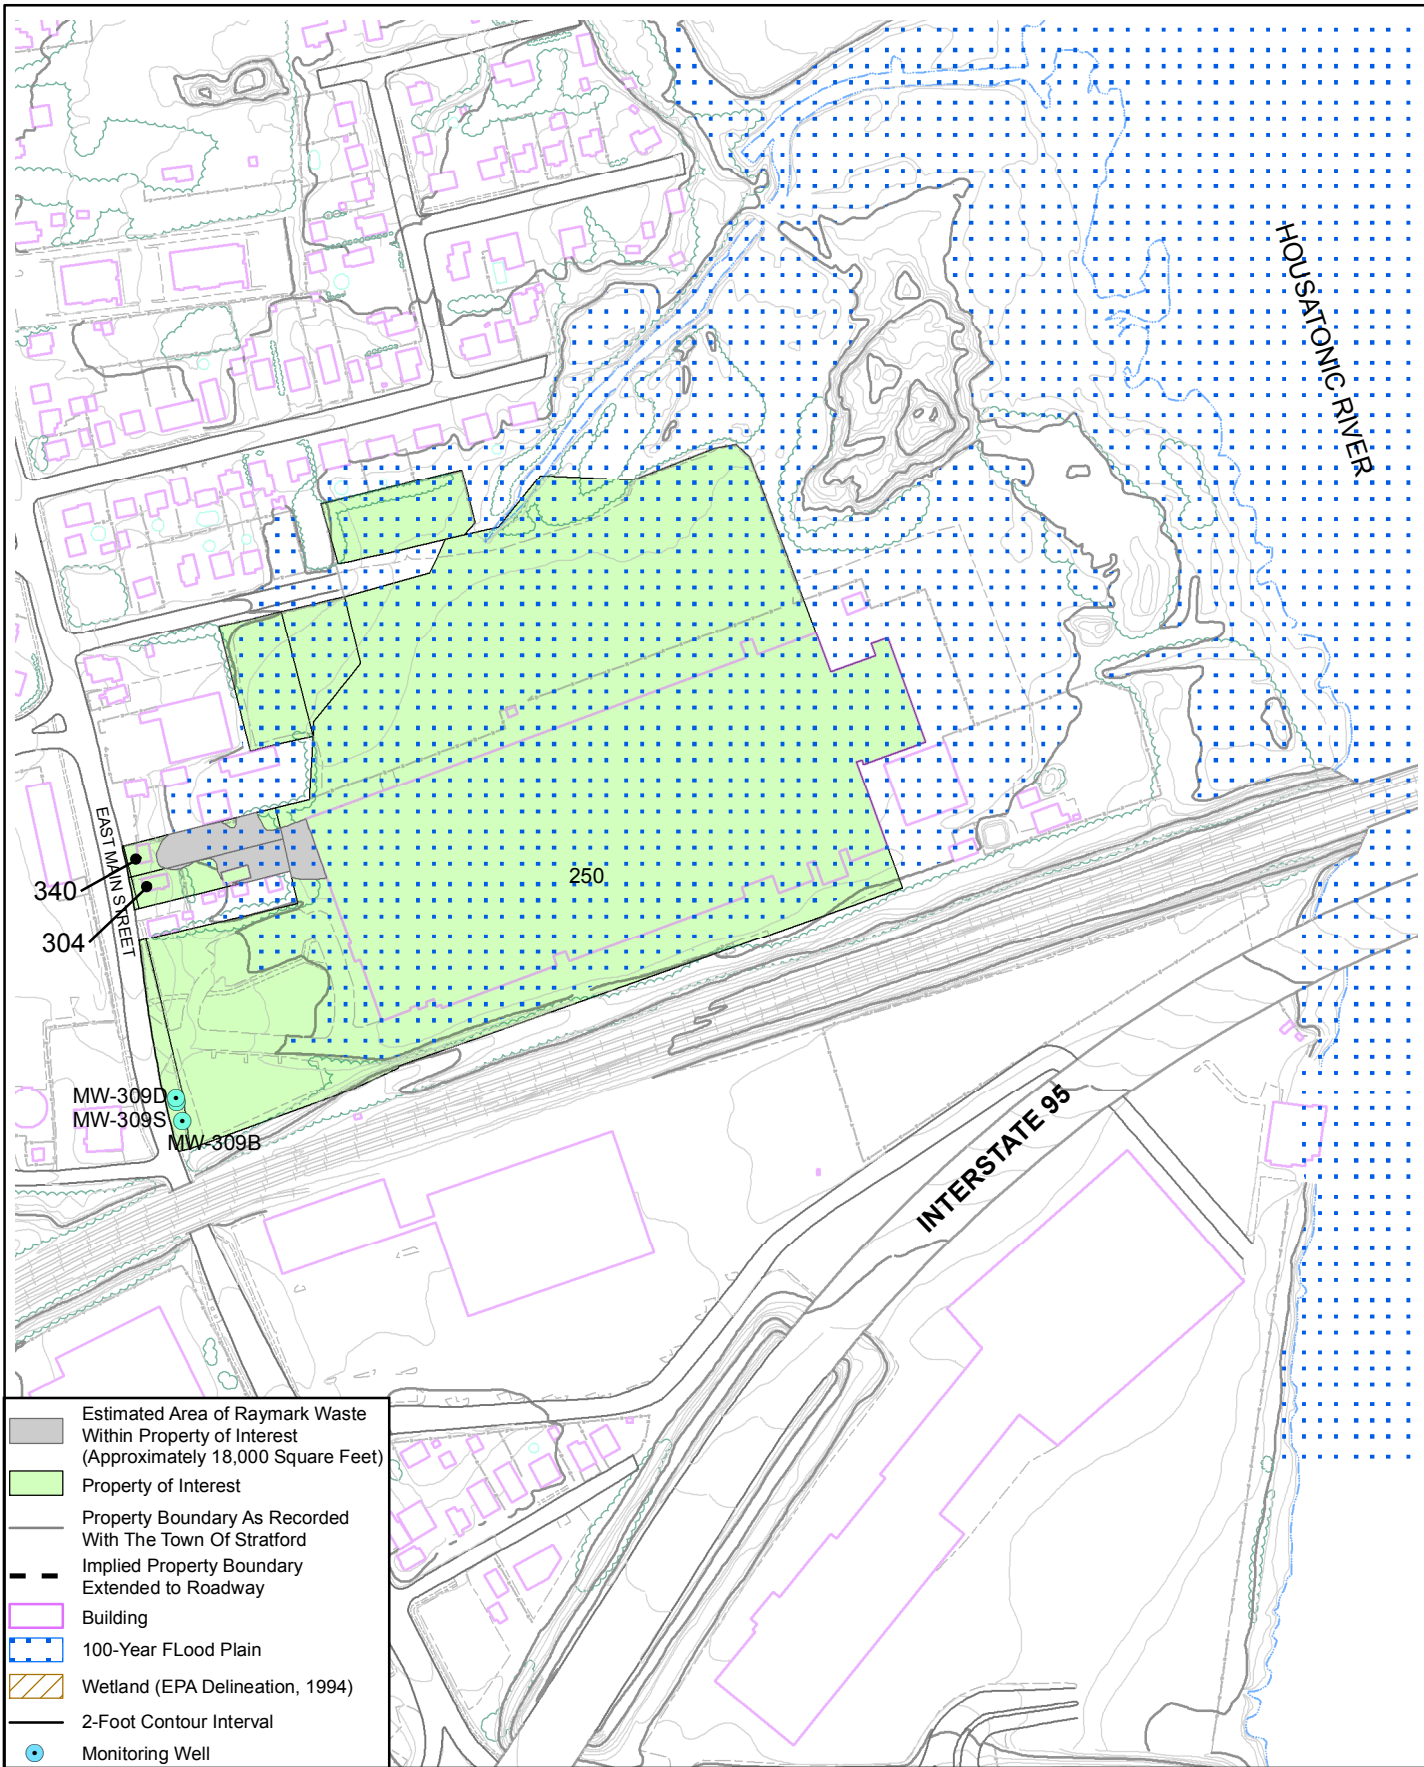 HOUSATONIC RIVER
EAST MAIN STREET
340
304
250
MW-309D
MW-309S
MW-309B
INTERSTATE 95
Estimated Area of Raymark Waste
Within Property of Interest
(Approximately 18,000 Square Feet)
Property of Interest
Property Boundary As Recorded
With The Town Of Stratford
Implied Property Boundary
Extended to Roadway
Building
100-Year FLood Plain
Wetland (EPA Delineation, 1994)
2-Foot Contour Interval
Monitoring Well